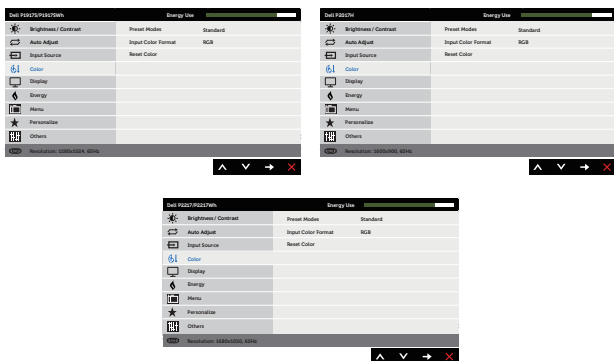 Dell P1917S/P1917SWh Energy Use
Brightness / Contrast Preset Modes Standard
Auto Adjust Input Color Format RGB
Input Source Reset Color
Color
Display
Energy
Menu
Personalize
Others
Resolution: 1280x1024, 60Hz
Dell P2017H Energy Use
Brightness / Contrast Preset Modes Standard
Auto Adjust Input Color Format RGB
Input Source Reset Color
Color
Display
Energy
Menu
Personalize
Others
Resolution: 1600x900, 60Hz
Dell P2217/P2217Wh Energy Use
Brightness / Contrast Preset Modes Standard
Auto Adjust Input Color Format RGB
Input Source Reset Color
Color
Display
Energy
Menu
Personalize
Others
Resolution: 1680x1050, 60Hz